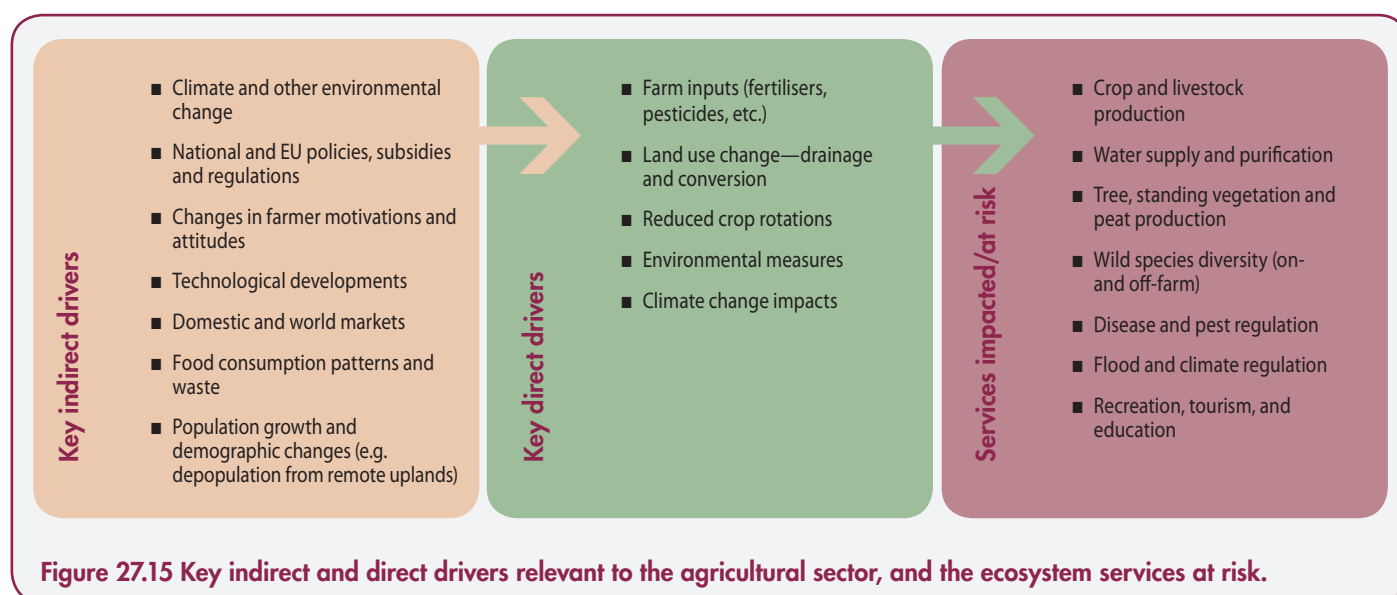 Key indirect drivers
■ Climate and other environmental
change
■ National and EU policies, subsidies
and regulations
■ Changes in farmer motivations and
attitudes
■ Technological developments
■ Domestic and world markets
■ Food consumption patterns and
waste
■ Population growth and
demographic changes (e.g.
depopulation from remote uplands)
Key direct drivers
■ Farm inputs (fertilisers,
pesticides, etc.)
■ Land use change—drainage
and conversion
■ Reduced crop rotations
■ Environmental measures
■ Climate change impacts
Services impacted/at risk
■ Crop and livestock
production
■ Water supply and purification
■ Tree, standing vegetation and
peat production
■ Wild species diversity (on-
and off-farm)
■ Disease and pest regulation
■ Flood and climate regulation
■ Recreation, tourism, and
education
Figure 27.15 Key indirect and direct drivers relevant to the agricultural sector, and the ecosystem services at risk.